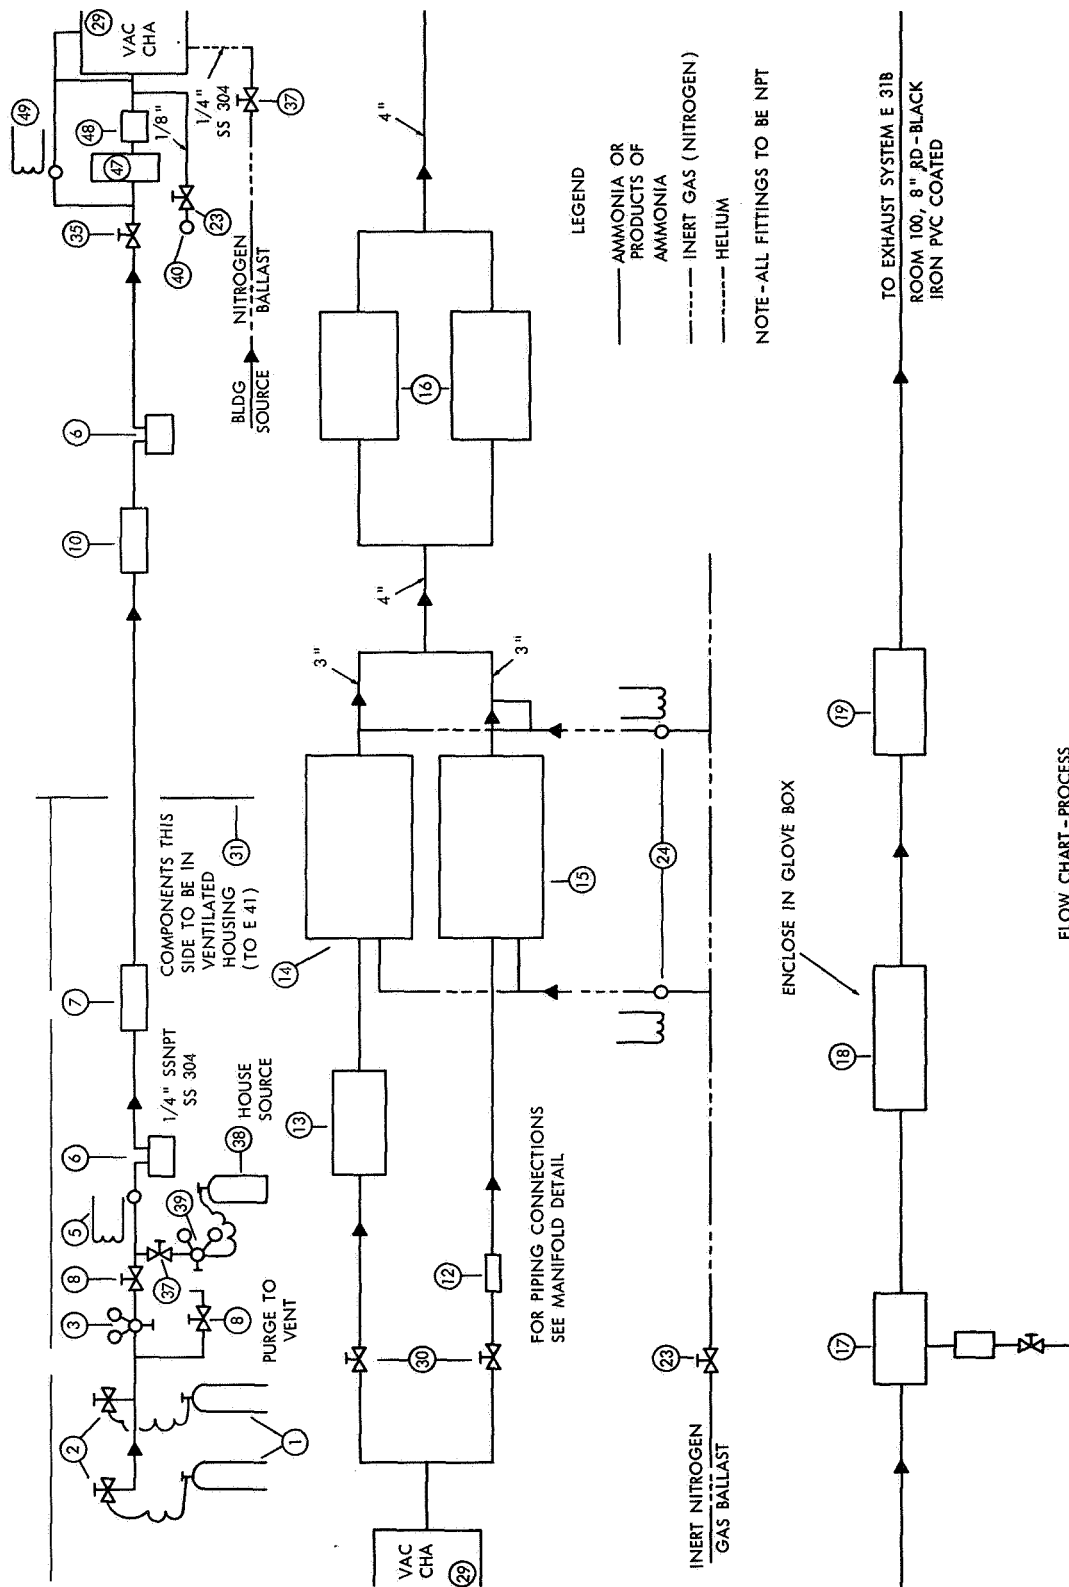 29
VAC
CHA
49
48
47
35
1/8"
1/4"
SS 304
37
23
40
NITROGEN
BALLAST
BLDG
SOURCE
6
10
COMPONENTS THIS
SIDE TO BE IN
VENTILATED
HOUSING
(TO E 41)
31
7
1/4" SSNPT
SS 304
6
5
38
HOUSE
SOURCE
39
37
8
3
8
PURGE TO
VENT
2
1
VAC
CHA
29
30
12
13
14
15
FOR PIPING CONNECTIONS
SEE MANIFOLD DETAIL
3"
3"
4"
16
4"
24
23
INERT NITROGEN
GAS BALLAST
LEGEND
AMMONIA OR
PRODUCTS OF
AMMONIA
INERT GAS (NITROGEN)
HELIUM
NOTE-ALL FITTINGS TO BE NPT
17
18
ENCLOSE IN GLOVE BOX
19
TO EXHAUST SYSTEM E 31B
ROOM 100, 8" RD-BLACK
IRON PVC COATED
FLOW CHART-PROCESS